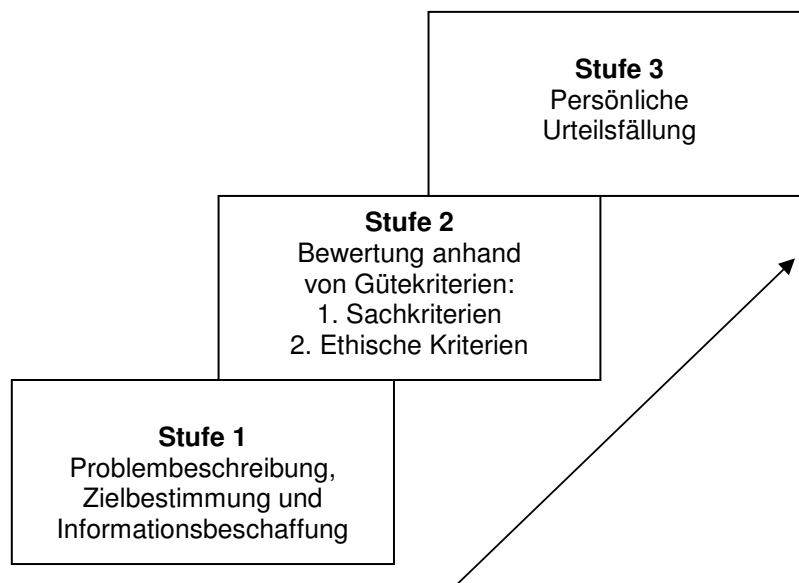 Stufe 3
Persönliche
Urteilsfällung
Stufe 2
Bewertung anhand
von Gütekriterien:
1. Sachkriterien
2. Ethische Kriterien
Stufe 1
Problembeschreibung,
Zielbestimmung und
Informationsbeschaffung